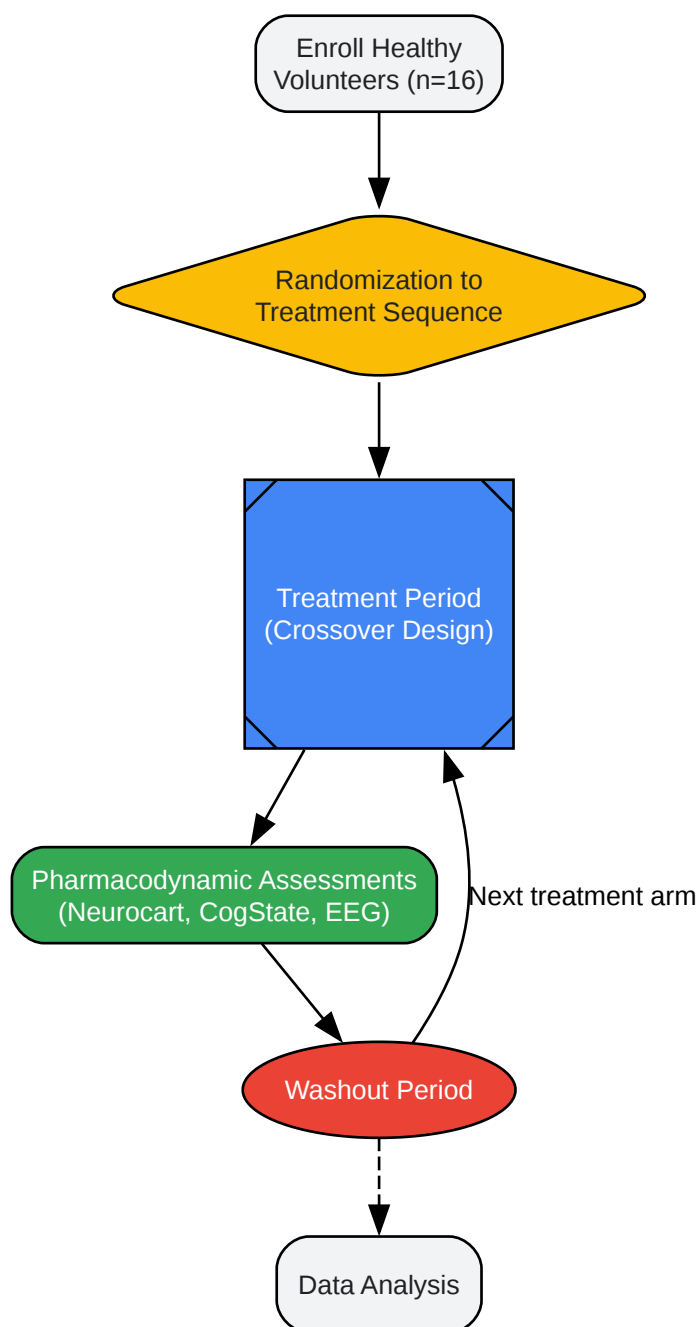 Enroll Healthy
Volunteers (n=16)
Randomization to
Treatment Sequence
Treatment Period
(Crossover Design)
Pharmacodynamic Assessments
(Neurocart, CogState, EEG)
Next treatment arm
Washout Period
Data Analysis